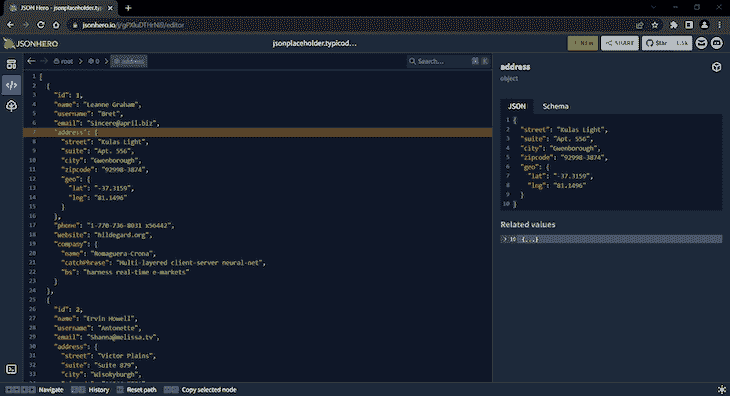 JSON Hero - jsonplaceholder.typic
jsonhero.io/j/gPX0uDTHrNi9/editor
Incognito
JSONHERO
jsonplaceholder.typicod...
+ New
SHARE
Star
1.5k
root > 0 > address
Search...
1 [
2 {
3 "id": 1,
4 "name": "Leanne Graham",
5 "username": "Bret",
6 "email": "Sincere@april.biz",
7 "address": {
8 "street": "Kulas Light",
9 "suite": "Apt. 556",
10 "city": "Gwenborough",
11 "zipcode": "92998-3874",
12 "geo": {
13 "lat": "-37.3159",
14 "lng": "81.1496"
15 }
16 },
17 "phone": "1-770-736-8031 x56442",
18 "website": "hildegard.org",
19 "company": {
20 "name": "Romaguera-Crona",
21 "catchPhrase": "Multi-layered client-server neural-net",
22 "bs": "harness real-time e-markets"
23 }
24 },
25 {
26 "id": 2,
27 "name": "Ervin Howell",
28 "username": "Antonette",
29 "email": "Shanna@melissa.tv",
30 "address": {
31 "street": "Victor Plains",
32 "suite": "Suite 879",
33 "city": "Wisokyburgh",
address
object
JSON
Schema
1 {
2 "street": "Kulas Light",
3 "suite": "Apt. 556",
4 "city": "Gwenborough",
5 "zipcode": "92998-3874",
6 "geo": {
7 "lat": "-37.3159",
8 "lng": "81.1496"
9 }
10 }
Related values
> 10 {...}
Navigate
History
Reset path
Copy selected node